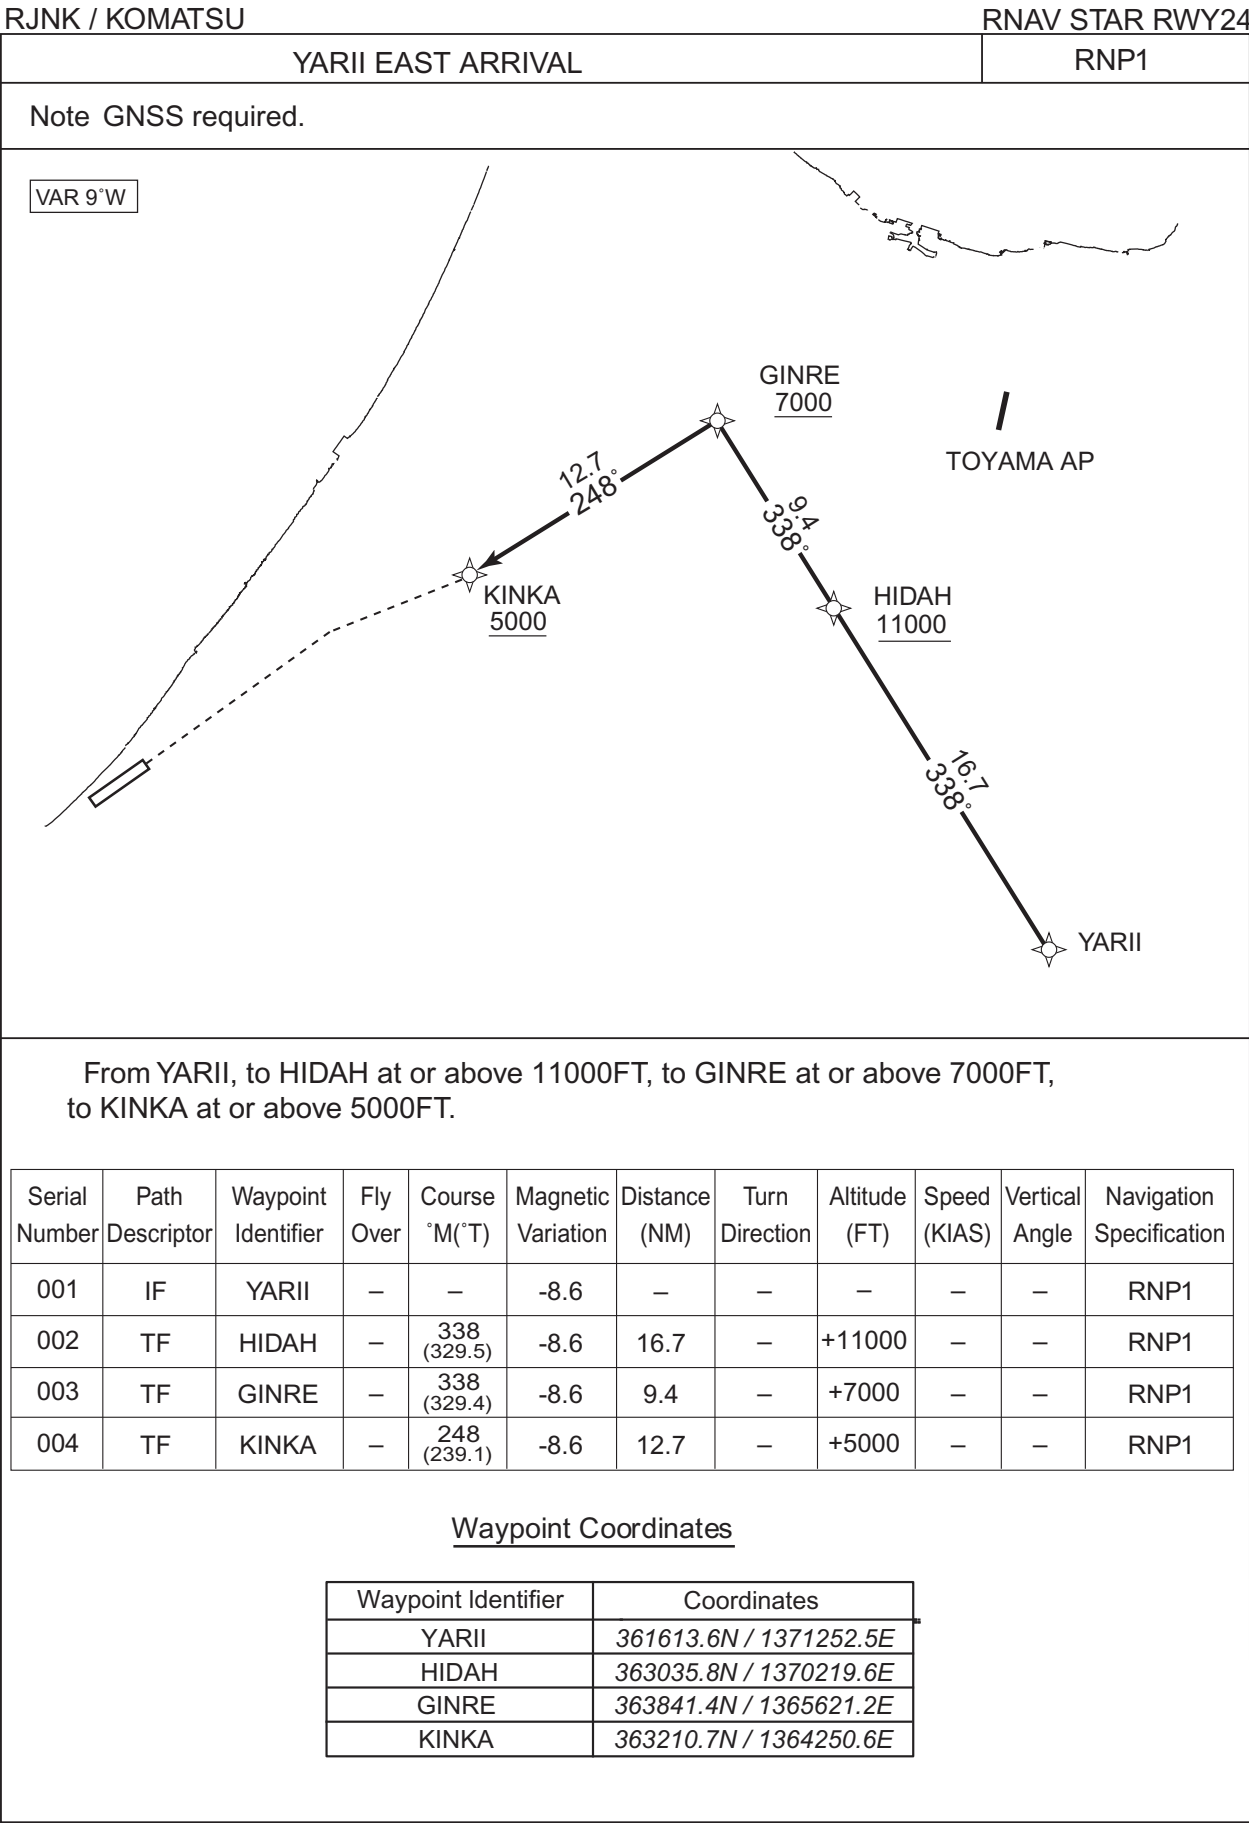 RJNK / KOMATSU
RNAV STAR RWY24
YARII EAST ARRIVAL
RNP1
Note GNSS required.
VAR 9°W
GINRE
7000
TOYAMA AP
12.7
248°
9.4
338°
KINKA
5000
HIDAH
11000
16.7
338°
YARII
From YARII, to HIDAH at or above 11000FT, to GINRE at or above 7000FT,
to KINKA at or above 5000FT.
Serial Number Path Descriptor Waypoint Identifier Fly Over Course °M(°T) Magnetic Variation Distance (NM) Turn Direction Altitude (FT) Speed (KIAS) Vertical Angle Navigation Specification
001 IF YARII – – -8.6 – – – – – RNP1
002 TF HIDAH – 338 (329.5) -8.6 16.7 – +11000 – – RNP1
003 TF GINRE – 338 (329.4) -8.6 9.4 – +7000 – – RNP1
004 TF KINKA – 248 (239.1) -8.6 12.7 – +5000 – – RNP1
Waypoint Coordinates
Waypoint Identifier Coordinates
YARII 361613.6N / 1371252.5E
HIDAH 363035.8N / 1370219.6E
GINRE 363841.4N / 1365621.2E
KINKA 363210.7N / 1364250.6E